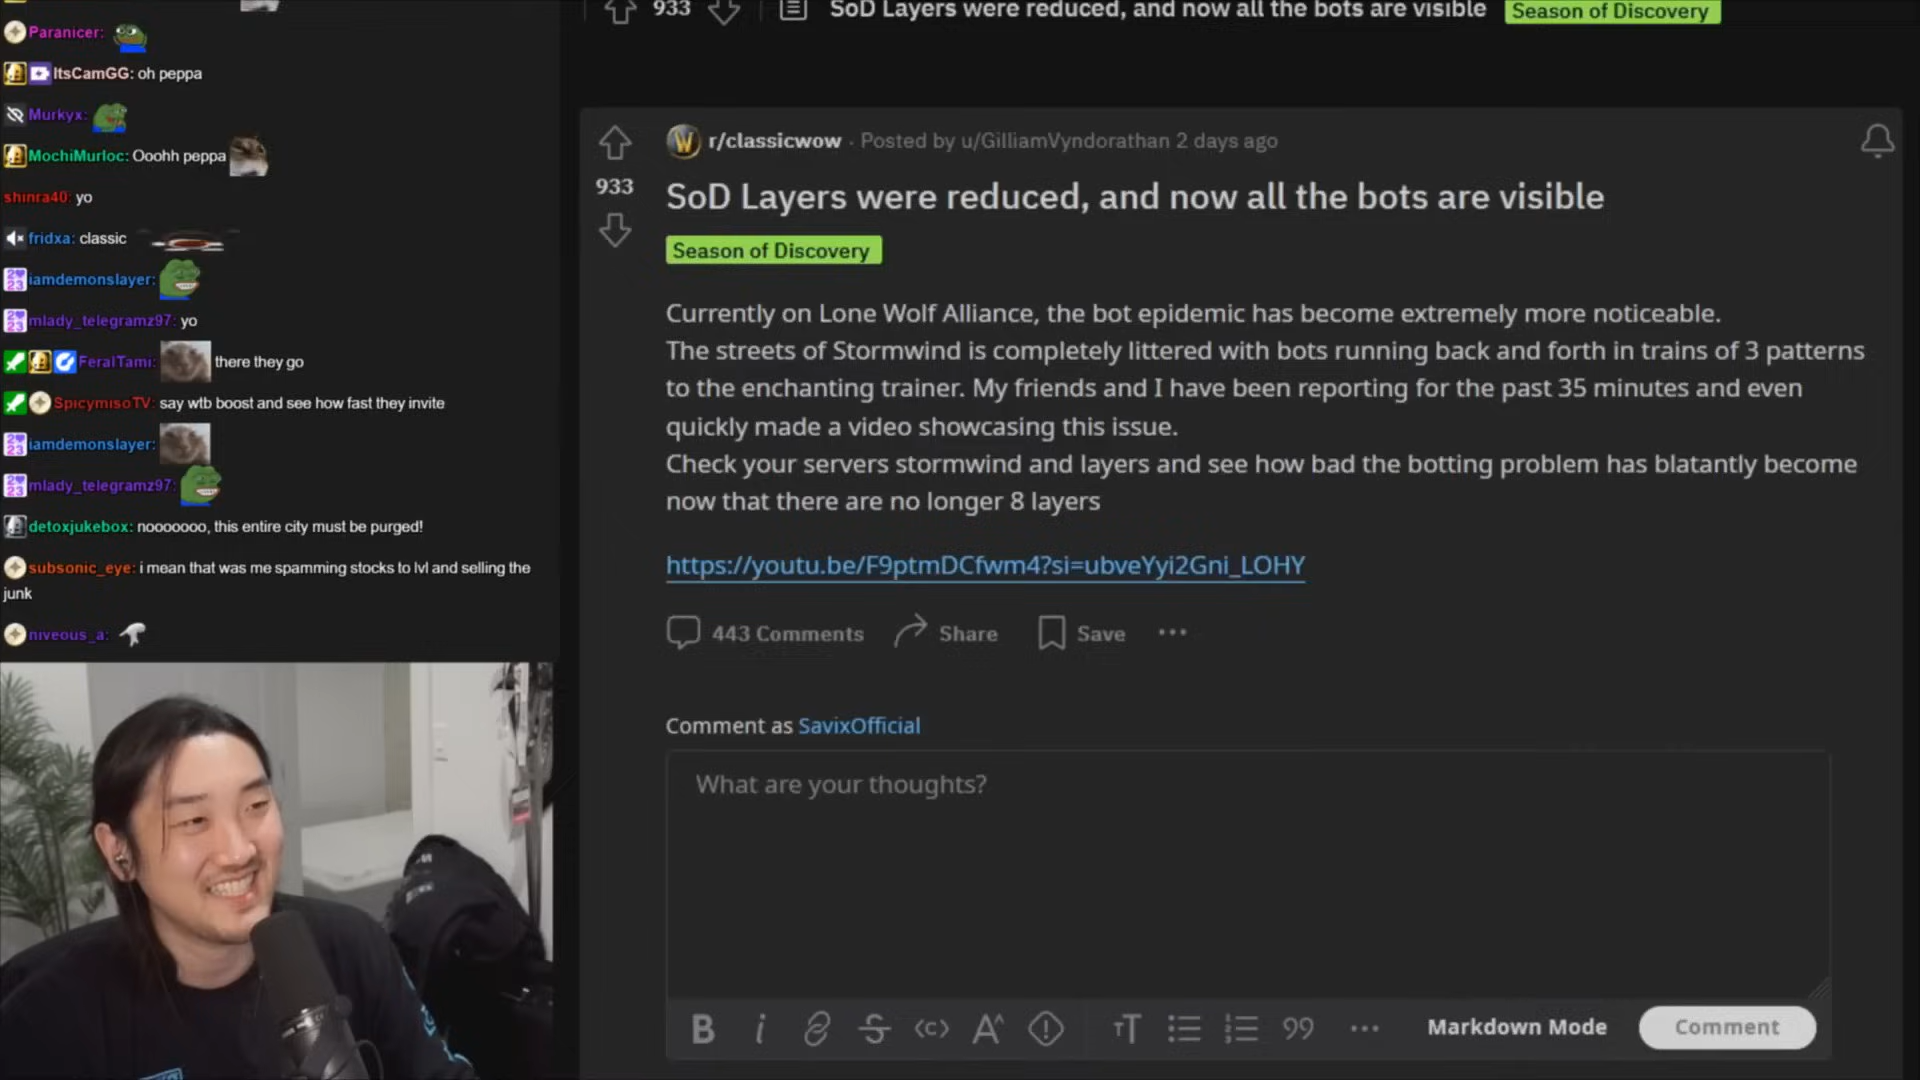 Paranicer:
ItsCamGG: oh peppa
Murkyx:
MochiMurloc: Ooohh peppa
shinra40: yo
fridxa: classic
iamdemonslayer:
mlady_telegramz97: yo
FeralTami: there they go
SpicymisoTV: say wtb boost and see how fast they invite
iamdemonslayer:
mlady_telegramz97:
detoxjukebox: nooooooo, this entire city must be purged!
subsonic_eye: i mean that was me spamming stocks to lvl and selling the
junk
niveous_a:
933 SoD Layers were reduced, and now all the bots are visible Season of Discovery
r/classicwow · Posted by u/GilliamVyndorathan 2 days ago
933
SoD Layers were reduced, and now all the bots are visible
Season of Discovery
Currently on Lone Wolf Alliance, the bot epidemic has become extremely more noticeable.
The streets of Stormwind is completely littered with bots running back and forth in trains of 3 patterns
to the enchanting trainer. My friends and I have been reporting for the past 35 minutes and even
quickly made a video showcasing this issue.
Check your servers stormwind and layers and see how bad the botting problem has blatantly become
now that there are no longer 8 layers
https://youtu.be/F9ptmDCfwm4?si=ubveYyi2Gni_LOHY
443 Comments Share Save ···
Comment as SavixOfficial
What are your thoughts?
Markdown Mode Comment